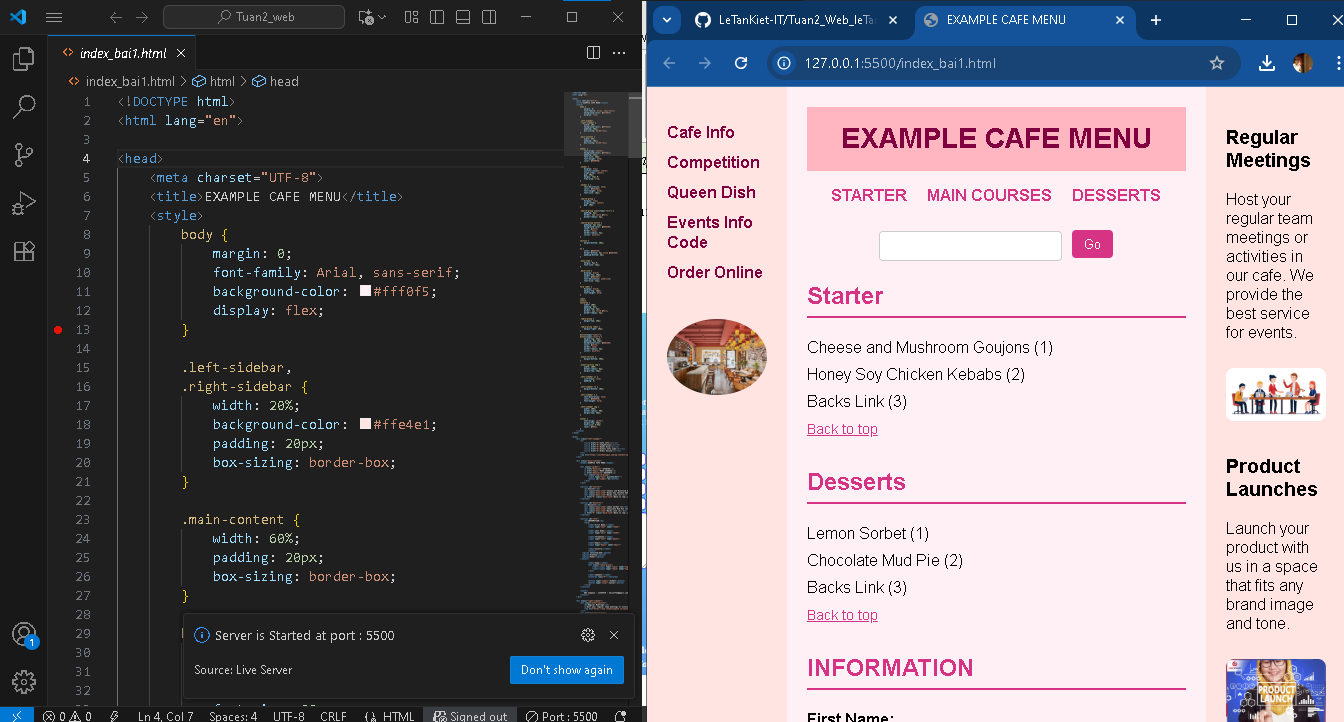 Tuan2_web
index_bai1.html
index_bai1.html > html > head
1 <!DOCTYPE html>
2 <html lang="en">
3
4 <head>
5 <meta charset="UTF-8">
6 <title>EXAMPLE CAFE MENU</title>
7 <style>
8 body {
9 margin: 0;
10 font-family: Arial, sans-serif;
11 background-color: #fff0f5;
12 display: flex;
13 }
14
15 .left-sidebar,
16 .right-sidebar {
17 width: 20%;
18 background-color: #ffe4e1;
19 padding: 20px;
20 box-sizing: border-box;
21 }
22
23 .main-content {
24 width: 60%;
25 padding: 20px;
26 box-sizing: border-box;
27 }
28
29
30
31
32
Server is Started at port : 5500
Source: Live Server
Don't show again
1
0 0 Ln 4, Col 7 Spaces: 4 UTF-8 CRLF HTML Signed out Port : 5500
LeTanKiet-IT/Tuan2_Web_leTa
EXAMPLE CAFE MENU
127.0.0.1:5500/index_bai1.html
Cafe Info
Competition
Queen Dish
Events Info
Code
Order Online
EXAMPLE CAFE MENU
STARTER MAIN COURSES DESSERTS
Go
Starter
Cheese and Mushroom Goujons (1)
Honey Soy Chicken Kebabs (2)
Backs Link (3)
Back to top
Desserts
Lemon Sorbet (1)
Chocolate Mud Pie (2)
Backs Link (3)
Back to top
INFORMATION
First Name:
Regular
Meetings
Host your
regular team
meetings or
activities in
our cafe. We
provide the
best service
for events.
Product
Launches
Launch your
product with
us in a space
that fits any
brand image
and tone.
PRODUCT
LAUNCH